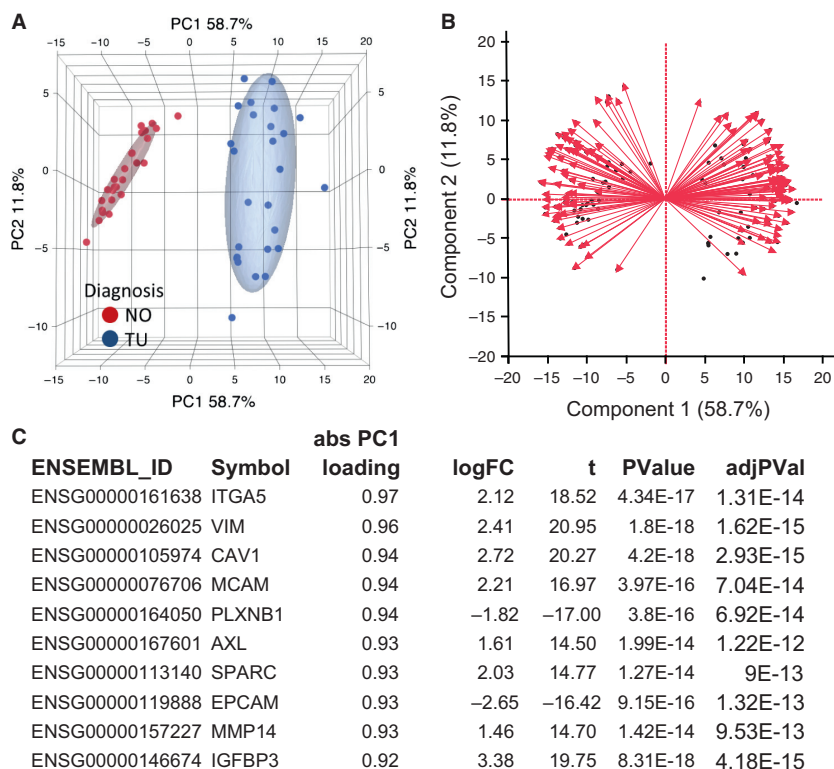 A
PC1 58.7%
−15 −10 −5 0 5 10 15 20
5 5
0 0
−5 −5
−10 −10
PC2 11.8%
PC2 11.8%
Diagnosis
NO
TU
−15 −10 −5 0 5 10 15 20
PC1 58.7%
B
20
15
10
5
0
−5
−10
−15
−20
Component 2 (11.8%)
−20 −15 −10 −5 0 5 10 15 20
Component 1 (58.7%)
C
abs PC1
ENSEMBL_ID Symbol loading logFC t PValue adjPVal
ENSG00000161638 ITGA5 0.97 2.12 18.52 4.34E-17 1.31E-14
ENSG00000026025 VIM 0.96 2.41 20.95 1.8E-18 1.62E-15
ENSG00000105974 CAV1 0.94 2.72 20.27 4.2E-18 2.93E-15
ENSG00000076706 MCAM 0.94 2.21 16.97 3.97E-16 7.04E-14
ENSG00000164050 PLXNB1 0.94 −1.82 −17.00 3.8E-16 6.92E-14
ENSG00000167601 AXL 0.93 1.61 14.50 1.99E-14 1.22E-12
ENSG00000113140 SPARC 0.93 2.03 14.77 1.27E-14 9E-13
ENSG00000119888 EPCAM 0.93 −2.65 −16.42 9.15E-16 1.32E-13
ENSG00000157227 MMP14 0.93 1.46 14.70 1.42E-14 9.53E-13
ENSG00000146674 IGFBP3 0.92 3.38 19.75 8.31E-18 4.18E-15